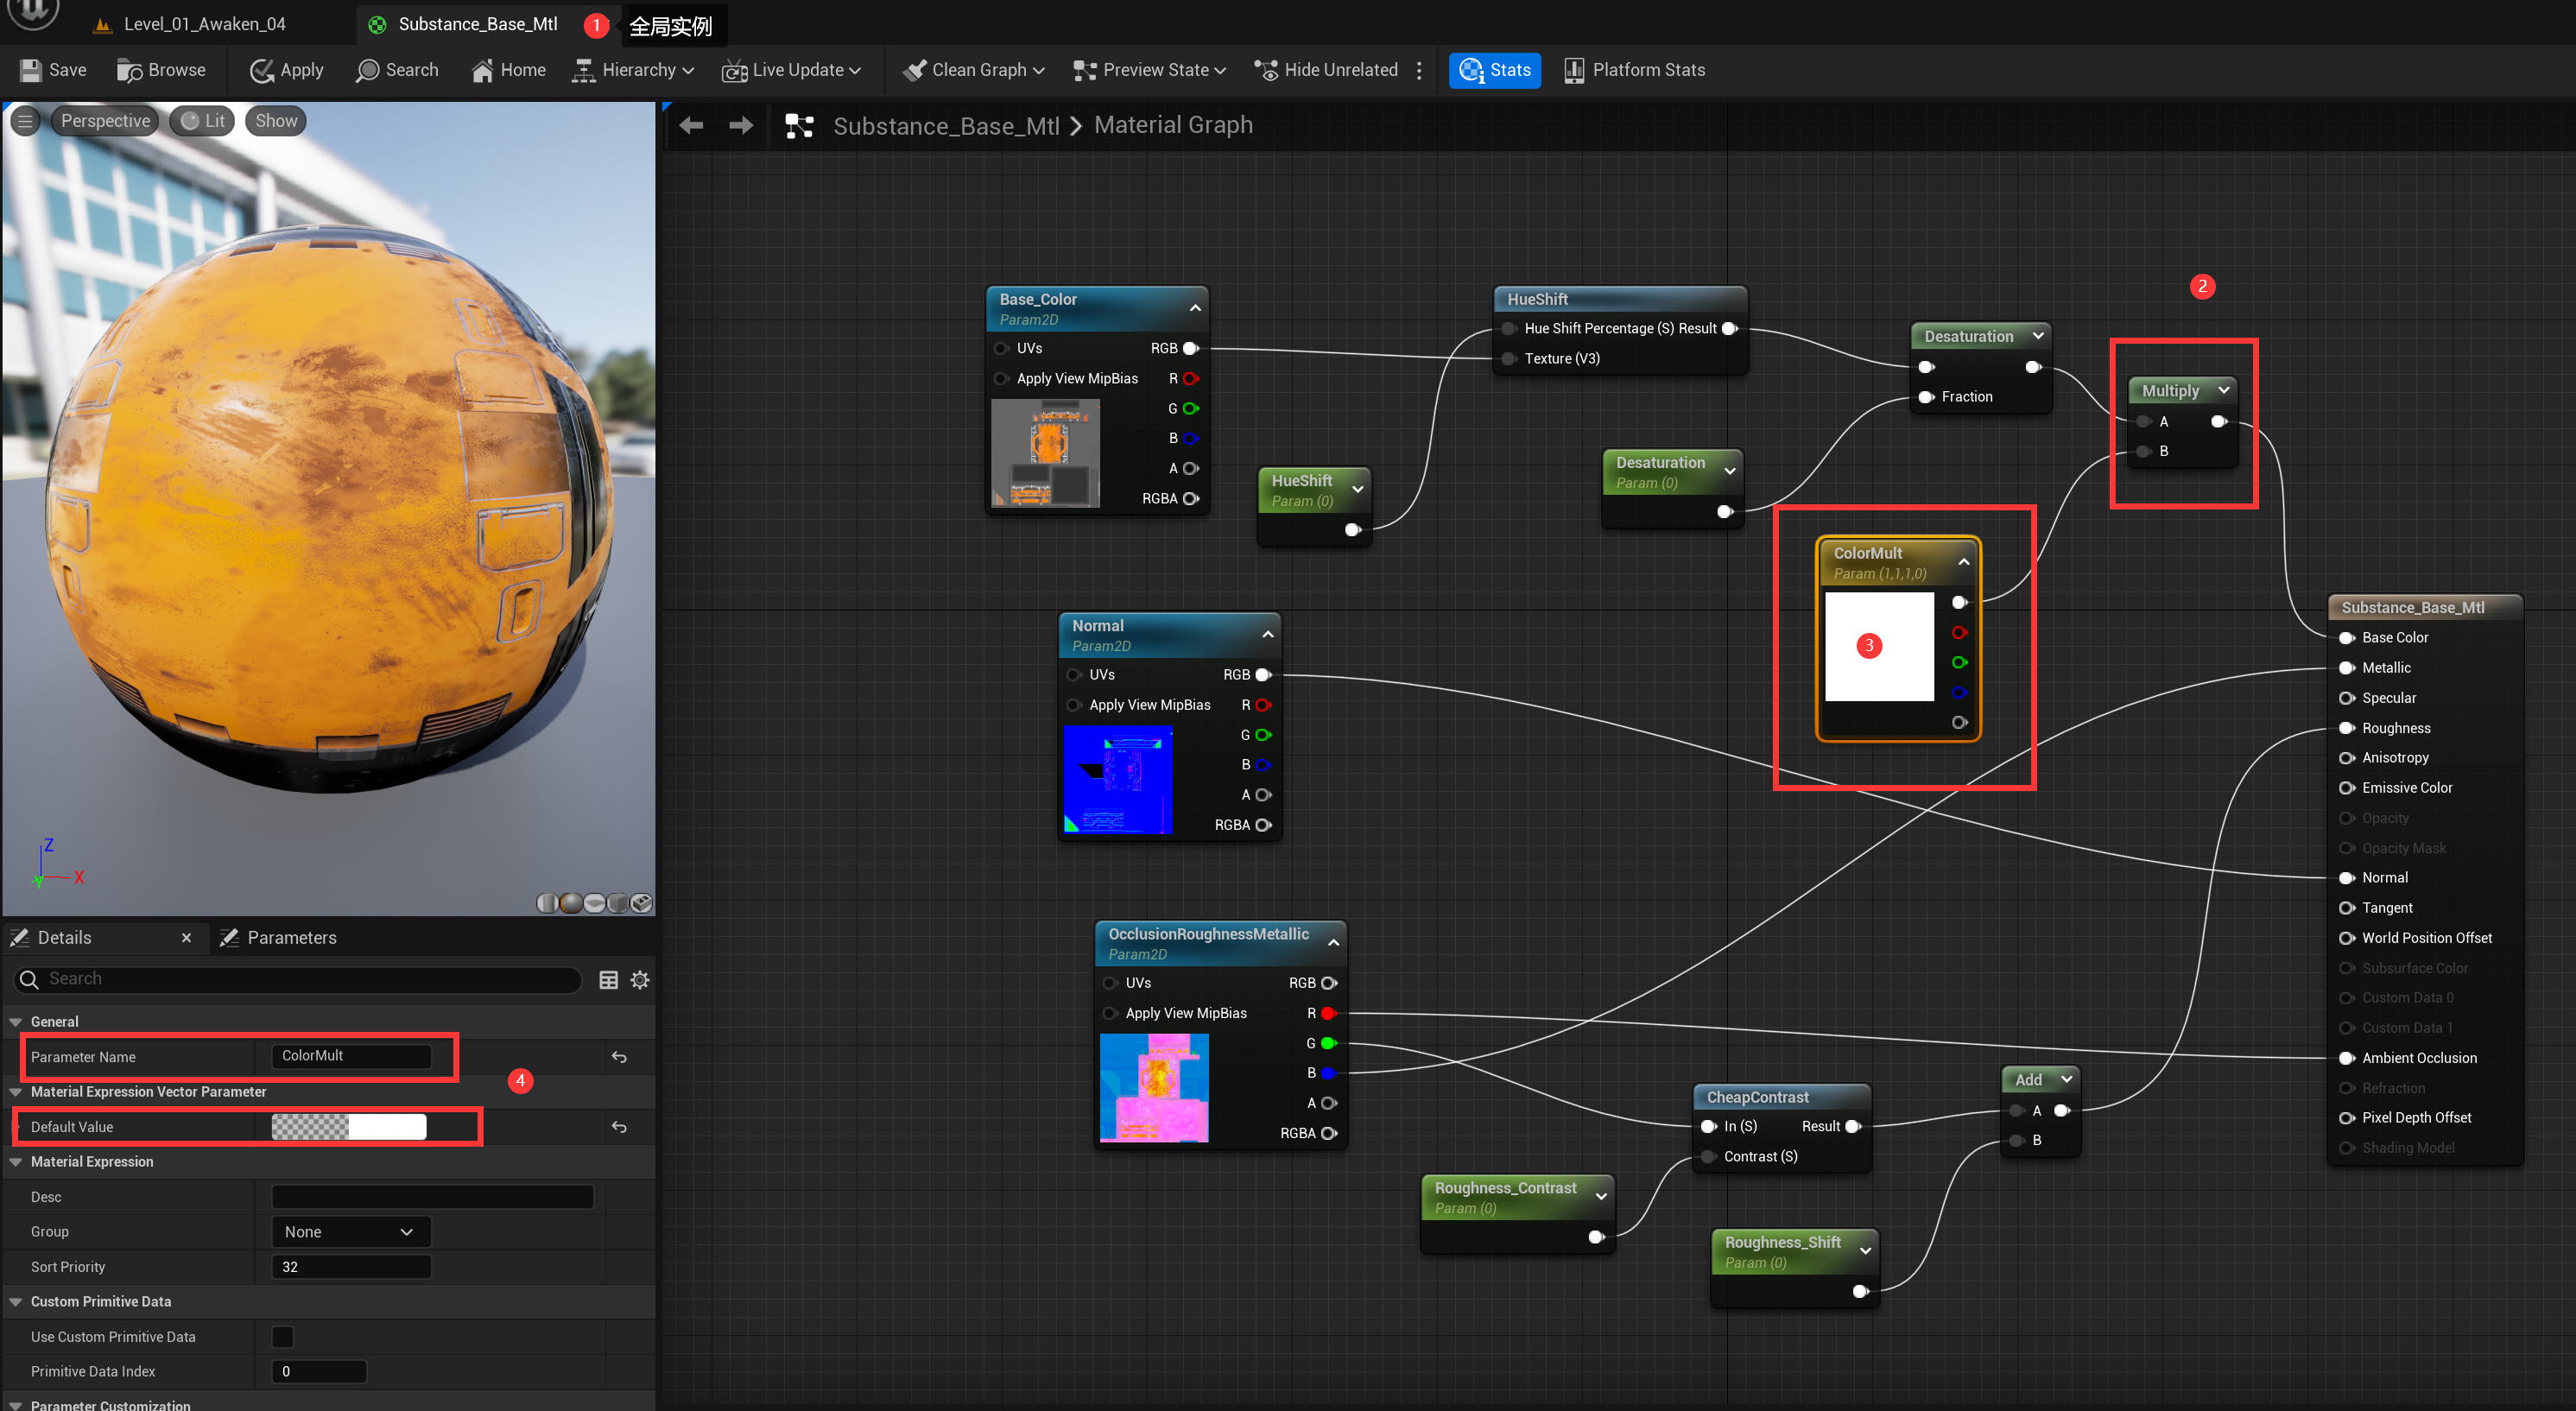 Level_01_Awaken_04
Substance_Base_Mtl
1
全局实例
Save
Browse
Apply
Search
Home
Hierarchy
Live Update
Clean Graph
Preview State
Hide Unrelated
Stats
Platform Stats
Perspective
Lit
Show
Substance_Base_Mtl
Material Graph
Base_Color
Param2D
UVs
RGB
Apply View MipBias
R
G
B
A
RGBA
HueShift
Hue Shift Percentage (S) Result
Texture (V3)
HueShift
Param (0)
Desaturation
Fraction
Desaturation
Param (0)
2
Multiply
A
B
ColorMult
Param (1,1,1,0)
3
Normal
Param2D
UVs
RGB
Apply View MipBias
R
G
B
A
RGBA
OcclusionRoughnessMetallic
Param2D
UVs
RGB
Apply View MipBias
R
G
B
A
RGBA
CheapContrast
In (S)
Result
Contrast (S)
Roughness_Contrast
Param (0)
Add
A
B
Roughness_Shift
Param (0)
Substance_Base_Mtl
Base Color
Metallic
Specular
Roughness
Anisotropy
Emissive Color
Opacity
Opacity Mask
Normal
Tangent
World Position Offset
Subsurface Color
Custom Data 0
Custom Data 1
Ambient Occlusion
Refraction
Pixel Depth Offset
Shading Model
Z
Y
X
Details
Parameters
Search
General
Parameter Name
ColorMult
4
Material Expression Vector Parameter
Default Value
Material Expression
Desc
Group
None
Sort Priority
32
Custom Primitive Data
Use Custom Primitive Data
Primitive Data Index
0
Parameter Customization